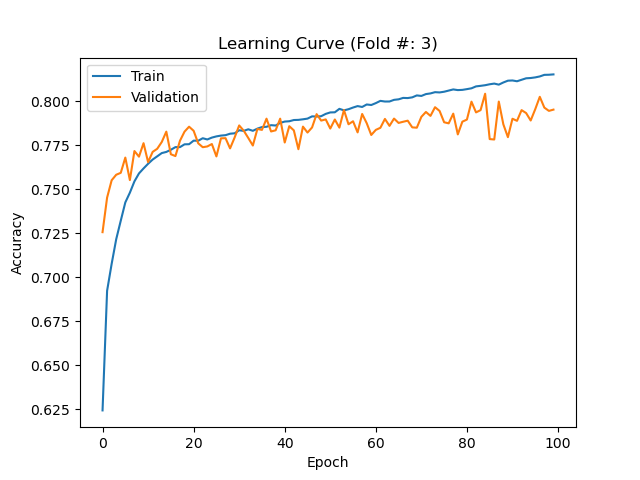 Learning Curve (Fold #: 3)
Train
Validation
Accuracy
0.800
0.775
0.750
0.725
0.700
0.675
0.650
0.625
0 20 40 60 80 100
Epoch